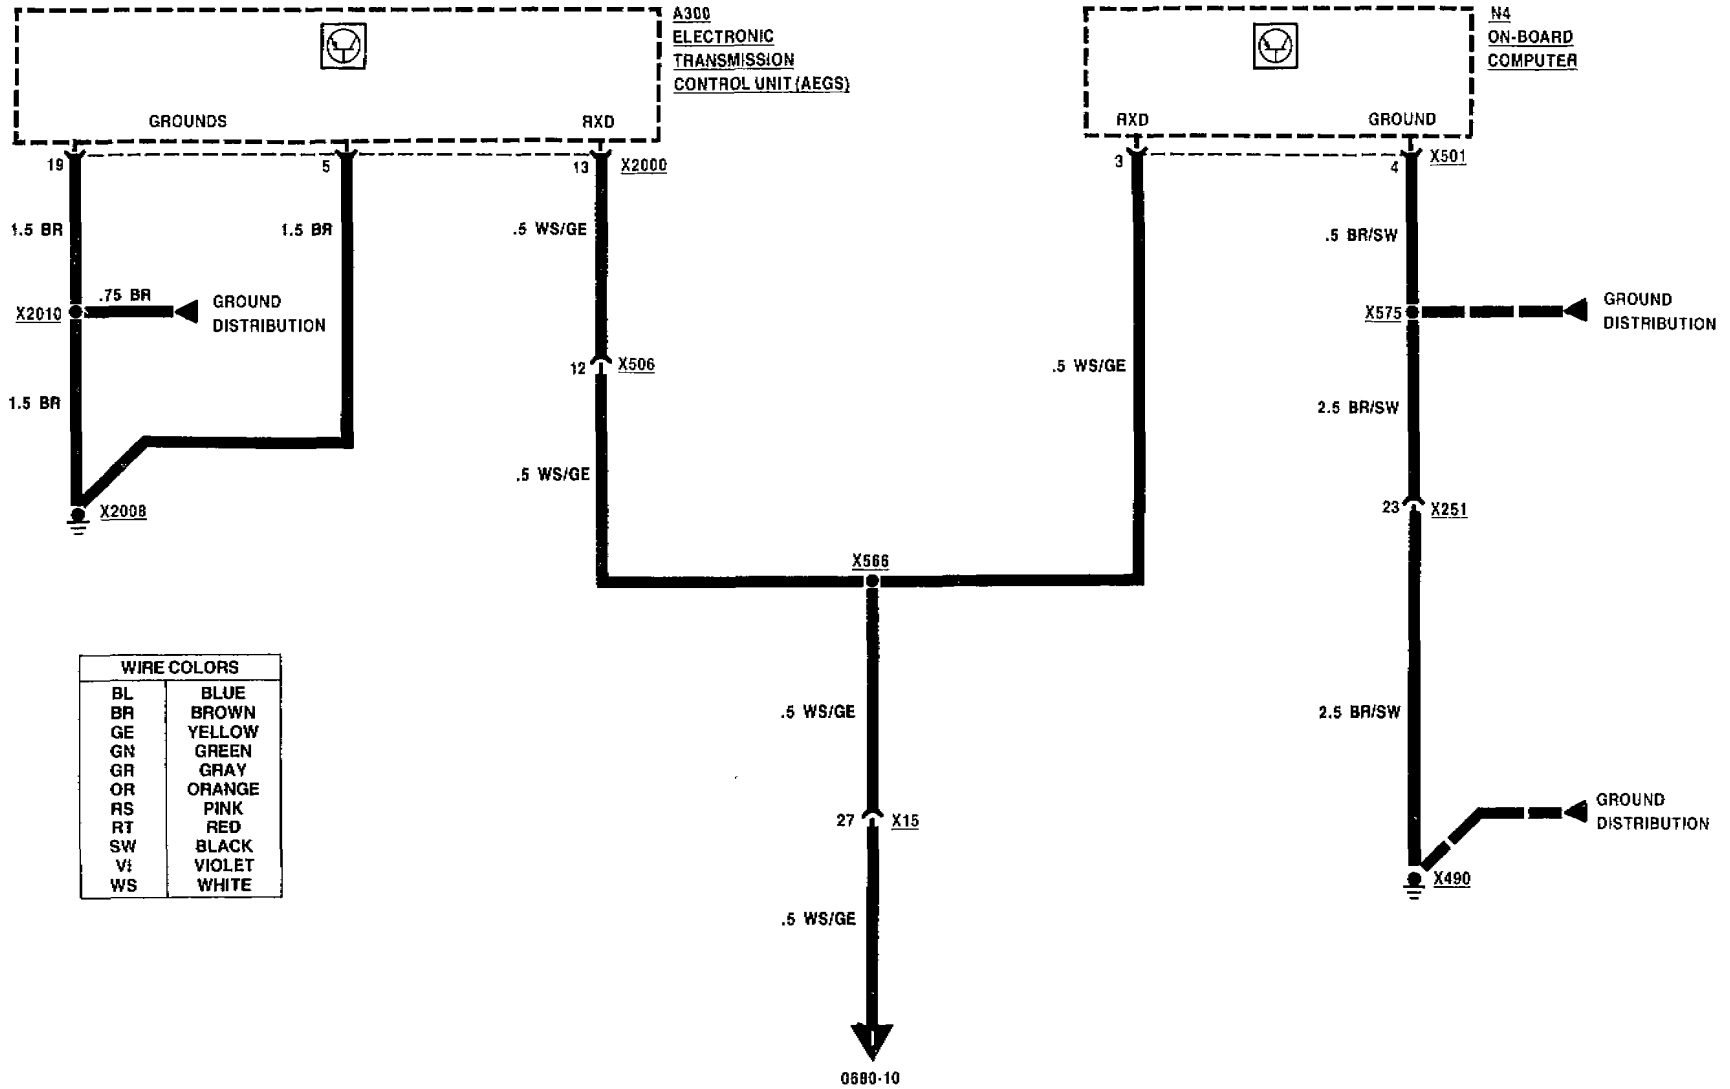 A300
ELECTRONIC
TRANSMISSION
CONTROL UNIT (AEGS)
N4
ON-BOARD
COMPUTER
GROUNDS
RXD
RXD
GROUND
19
5
13
X2000
3
4
X501
1.5 BR
1.5 BR
.5 WS/GE
.5 BR/SW
.75 BR
X2010
GROUND
DISTRIBUTION
X575
GROUND
DISTRIBUTION
12
X506
.5 WS/GE
1.5 BR
2.5 BR/SW
.5 WS/GE
X2008
23
X251
X566
WIRE COLORS
BL BLUE
BR BROWN
GE YELLOW
GN GREEN
GR GRAY
OR ORANGE
RS PINK
RT RED
SW BLACK
VI VIOLET
WS WHITE
.5 WS/GE
2.5 BR/SW
27
X15
GROUND
DISTRIBUTION
X490
.5 WS/GE
0680-10